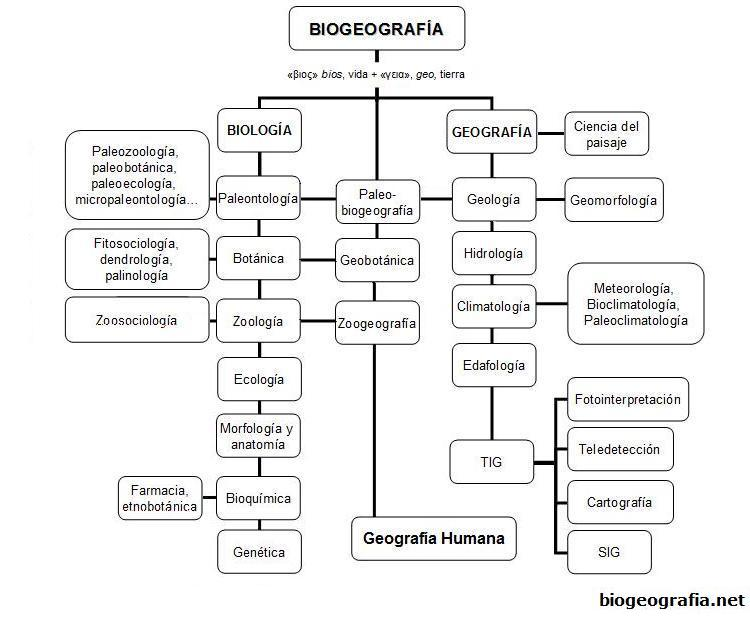 BIOGEOGRAFÍA
«βιος» bios, vida + «γεια», geo, tierra
BIOLOGÍA
GEOGRAFÍA
Ciencia del
paisaje
Paleozoología,
paleobotánica,
paleoecología,
micropaleontología...
Paleontología
Paleo-
biogeografía
Geología
Geomorfología
Fitosociología,
dendrología,
palinología
Botánica
Geobotánica
Hidrología
Zoosociología
Zoología
Zoogeografía
Climatología
Meteorología,
Bioclimatología,
Paleoclimatología
Ecología
Edafología
Morfología y
anatomía
TIG
Fotointerpretación
Teledetección
Cartografía
SIG
Farmacia,
etnobotánica
Bioquímica
Genética
Geografía Humana
biogeografia.net